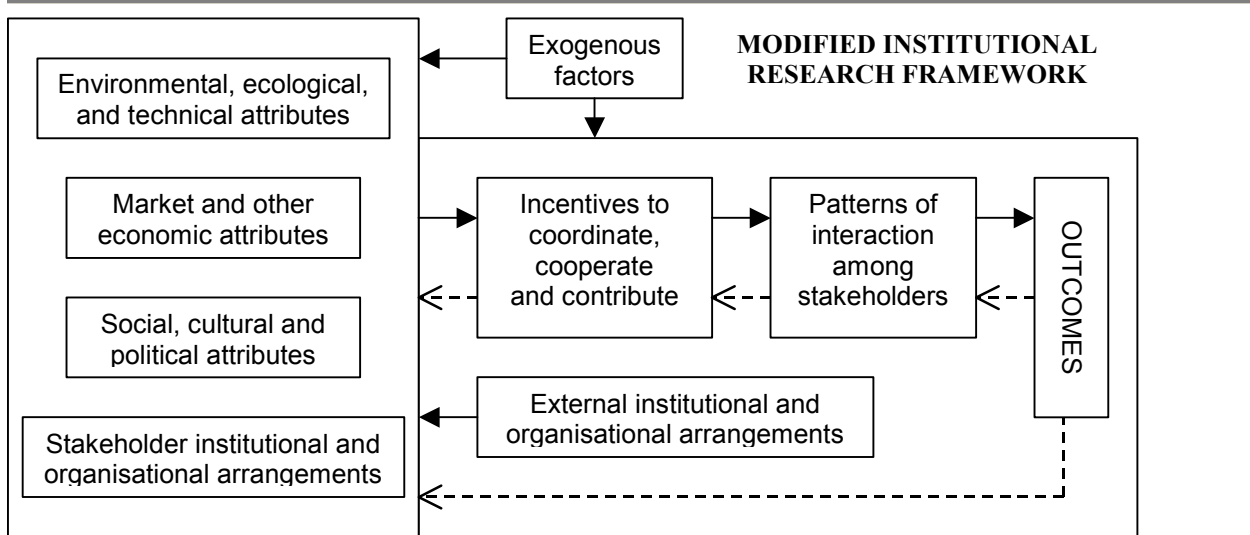 Exogenous
factors
MODIFIED INSTITUTIONAL
RESEARCH FRAMEWORK
Environmental, ecological,
and technical attributes
Market and other
economic attributes
Social, cultural and
political attributes
Stakeholder institutional and
organisational arrangements
Incentives to
coordinate,
cooperate
and contribute
Patterns of
interaction
among
stakeholders
OUTCOMES
External institutional and
organisational arrangements